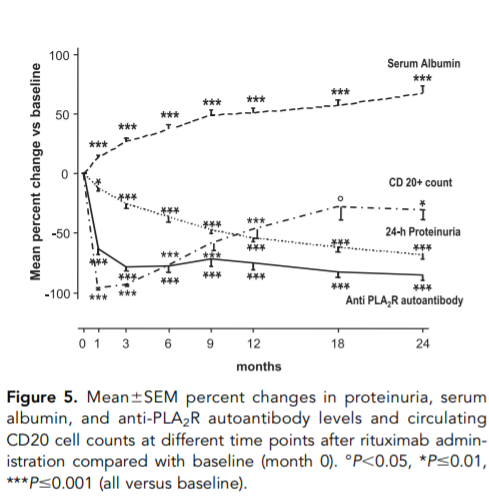 Mean percent change vs baseline
100
50
0
-50
-100
Serum Albumin
***
***
***
***
***
***
***
CD 20+ count
*
°
***
***
***
***
24-h Proteinuria
*
***
***
***
***
***
***
Anti PLA₂R autoantibody
***
***
***
***
***
***
***
0 1 3 6 9 12 18 24
months
Figure 5. Mean±SEM percent changes in proteinuria, serum
albumin, and anti-PLA₂R autoantibody levels and circulating
CD20 cell counts at different time points after rituximab admin-
istration compared with baseline (month 0). °P<0.05, *P≤0.01,
***P≤0.001 (all versus baseline).